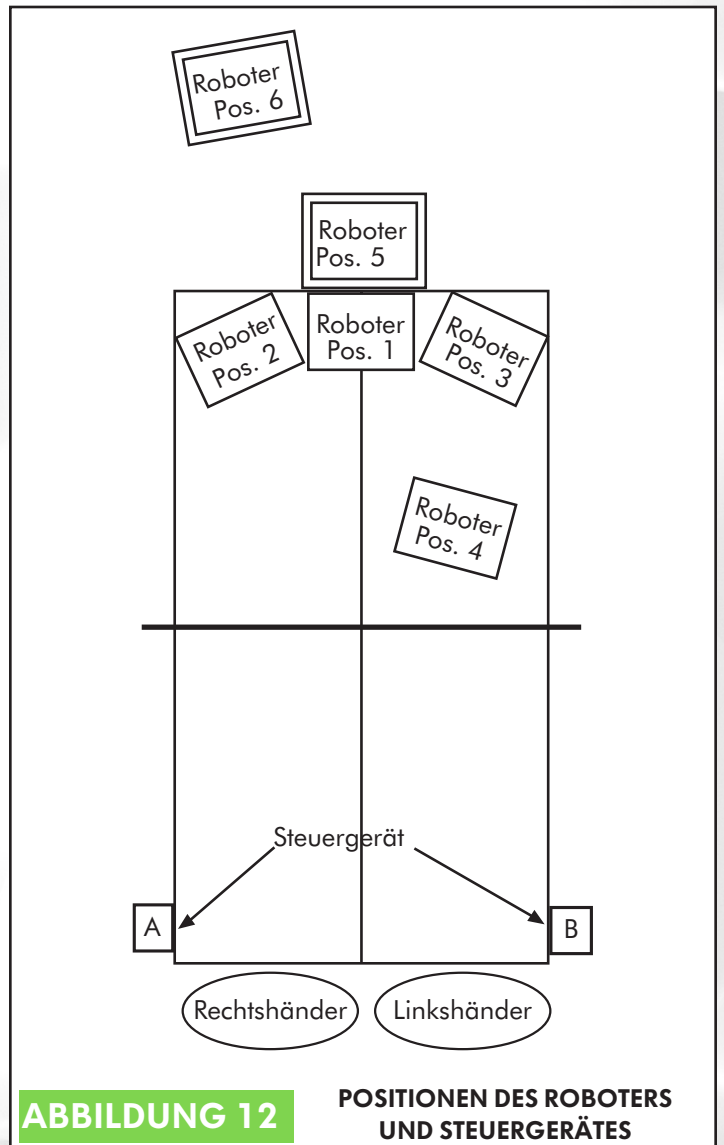 Roboter
Pos. 6
Roboter
Pos. 5
Roboter
Pos. 2
Roboter
Pos. 1
Roboter
Pos. 3
Roboter
Pos. 4
Steuergerät
A
B
Rechtshänder
Linkshänder
ABBILDUNG 12
POSITIONEN DES ROBOTERS
UND STEUERGERÄTES